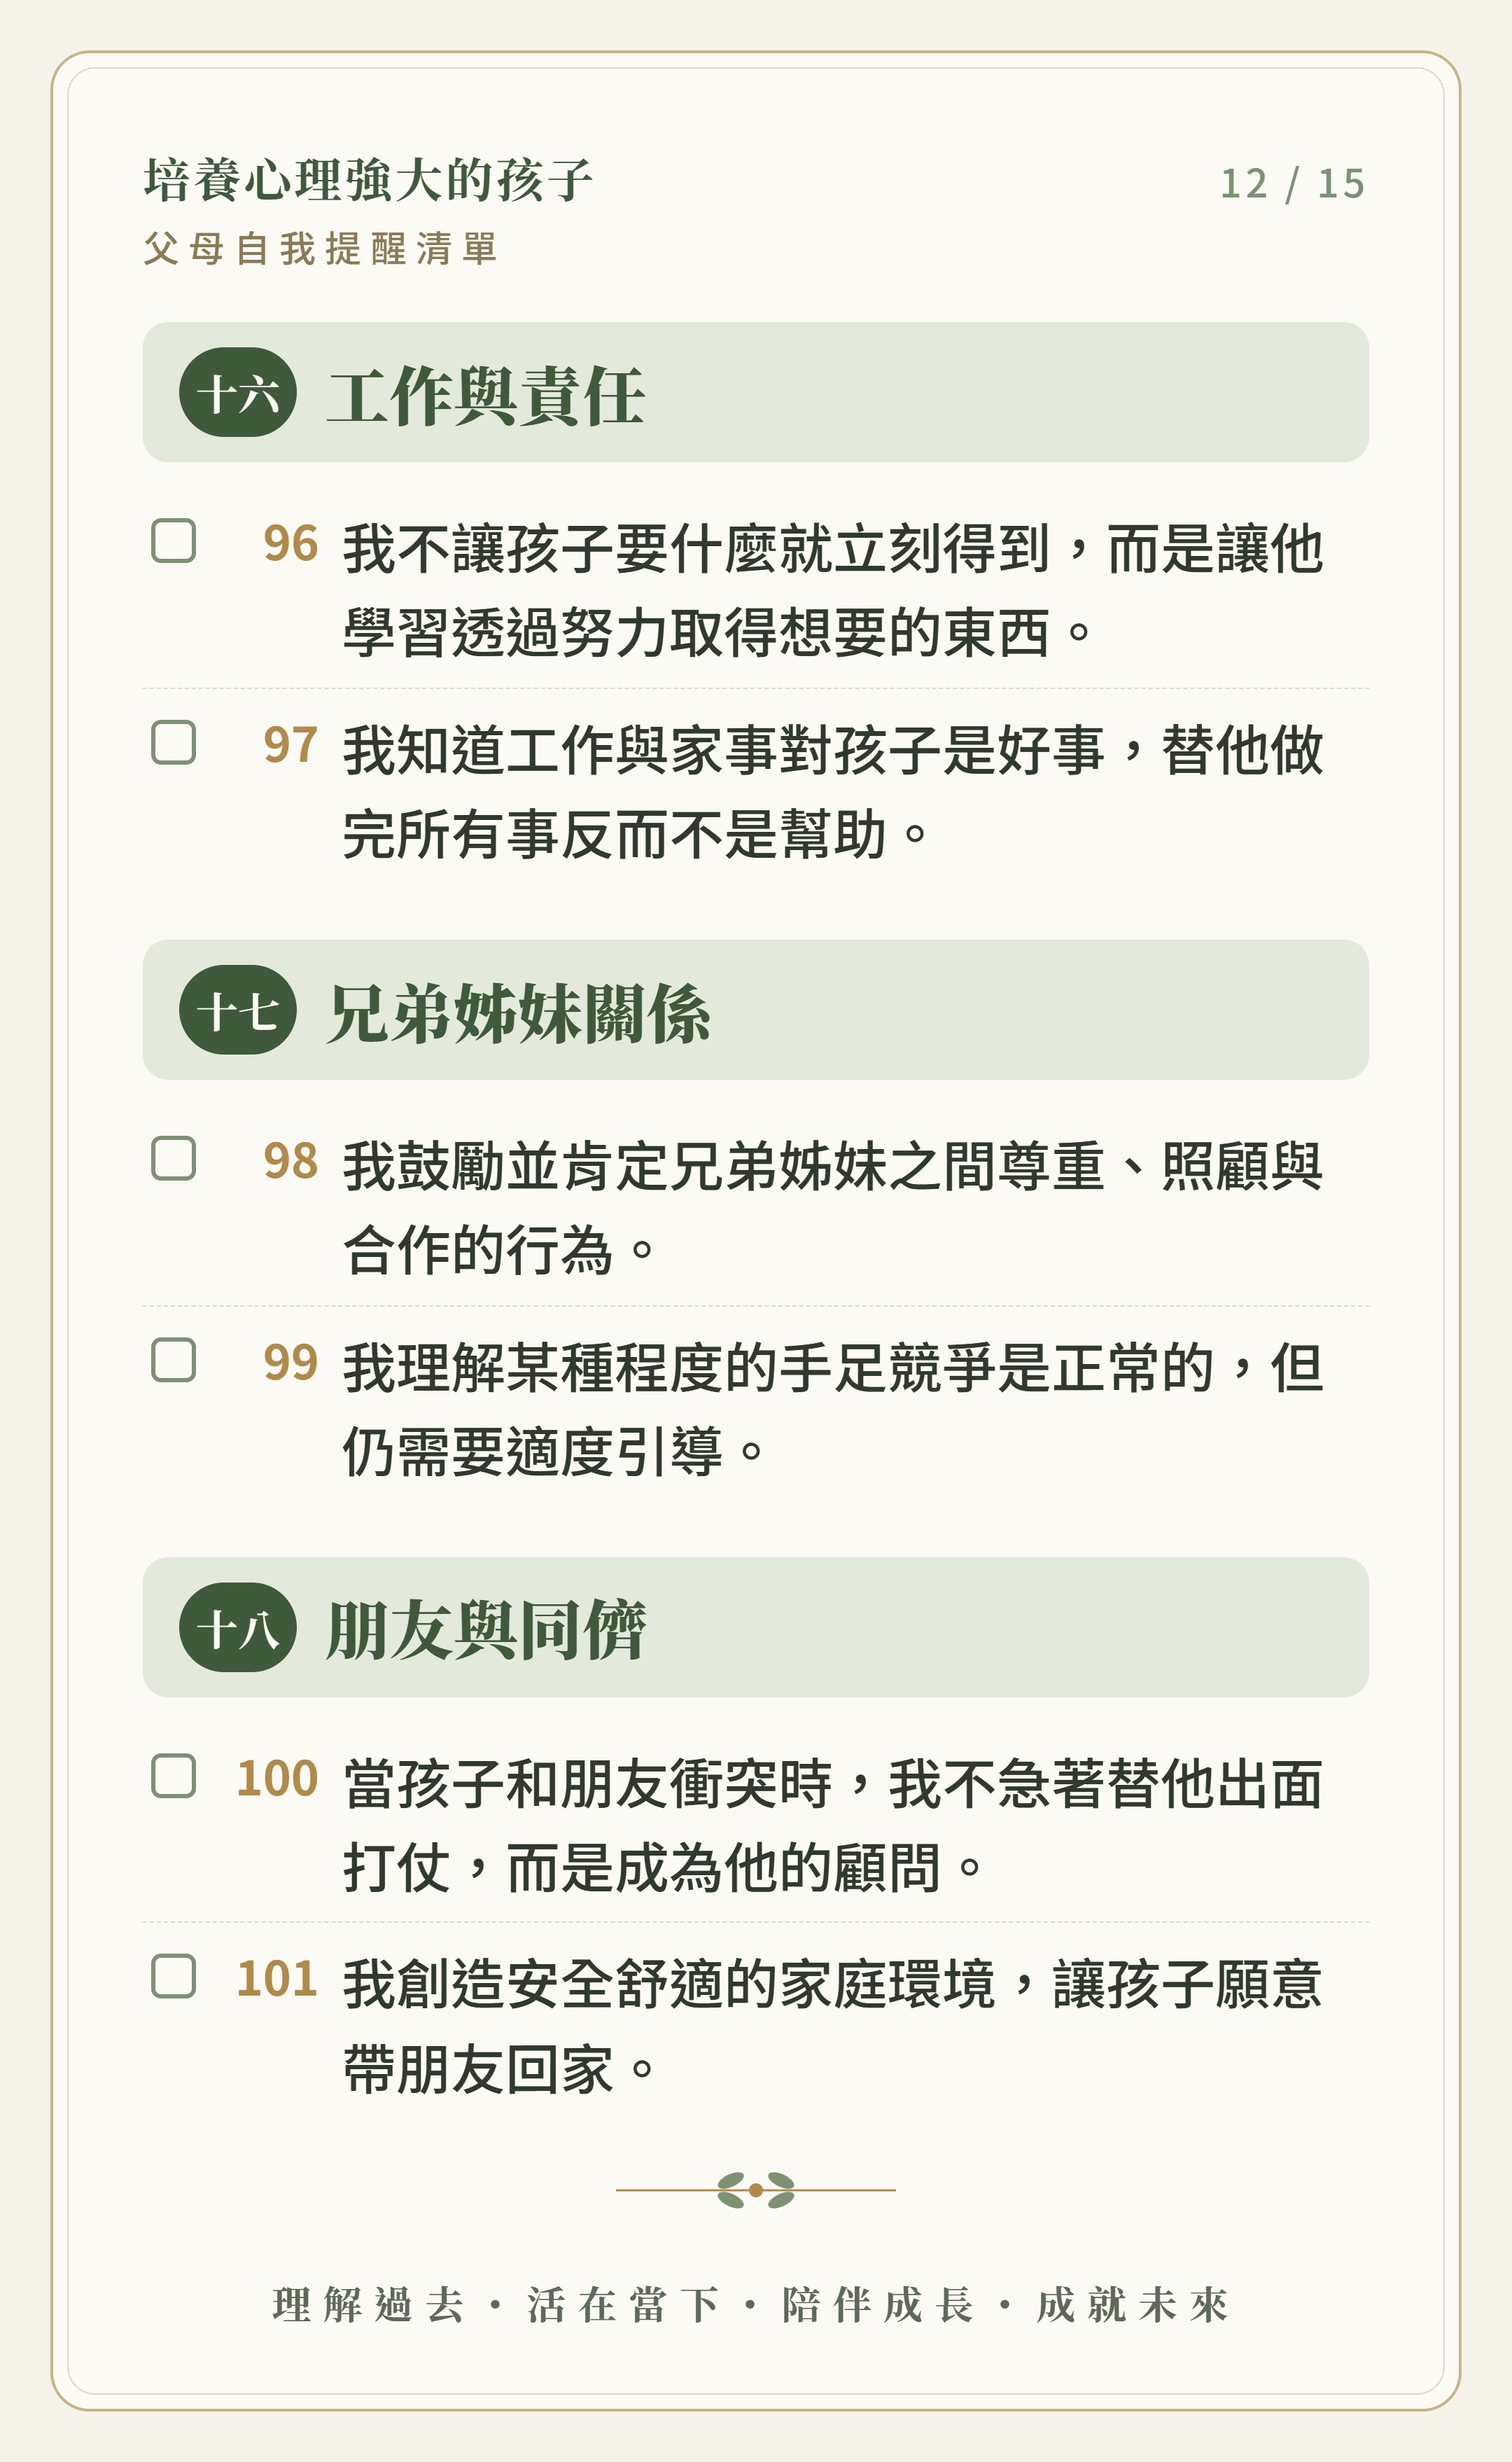 培養心理強大的孩子
12 / 15
父母自我提醒清單
十六 工作與責任
96 我不讓孩子要什麼就立刻得到，而是讓他
學習透過努力取得想要的東西。
97 我知道工作與家事對孩子是好事，替他做
完所有事反而不是幫助。
十七 兄弟姊妹關係
98 我鼓勵並肯定兄弟姊妹之間尊重、照顧與
合作的行為。
99 我理解某種程度的手足競爭是正常的，但
仍需要適度引導。
十八 朋友與同儕
100 當孩子和朋友衝突時，我不急著替他出面
打仗，而是成為他的顧問。
101 我創造安全舒適的家庭環境，讓孩子願意
帶朋友回家。
理解過去・活在當下・陪伴成長・成就未來